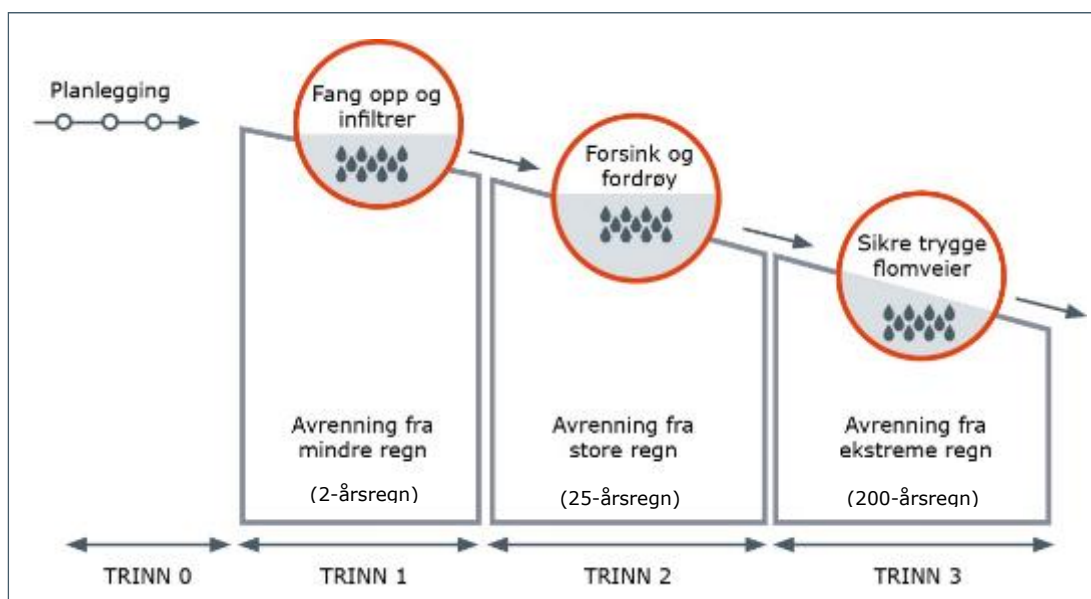 Planlegging
Fang opp og
infiltrer
Forsink og
fordrøy
Sikre trygge
flomveier
Avrenning fra
mindre regn
(2-årsregn)
Avrenning fra
store regn
(25-årsregn)
Avrenning fra
ekstreme regn
(200-årsregn)
TRINN 0
TRINN 1
TRINN 2
TRINN 3